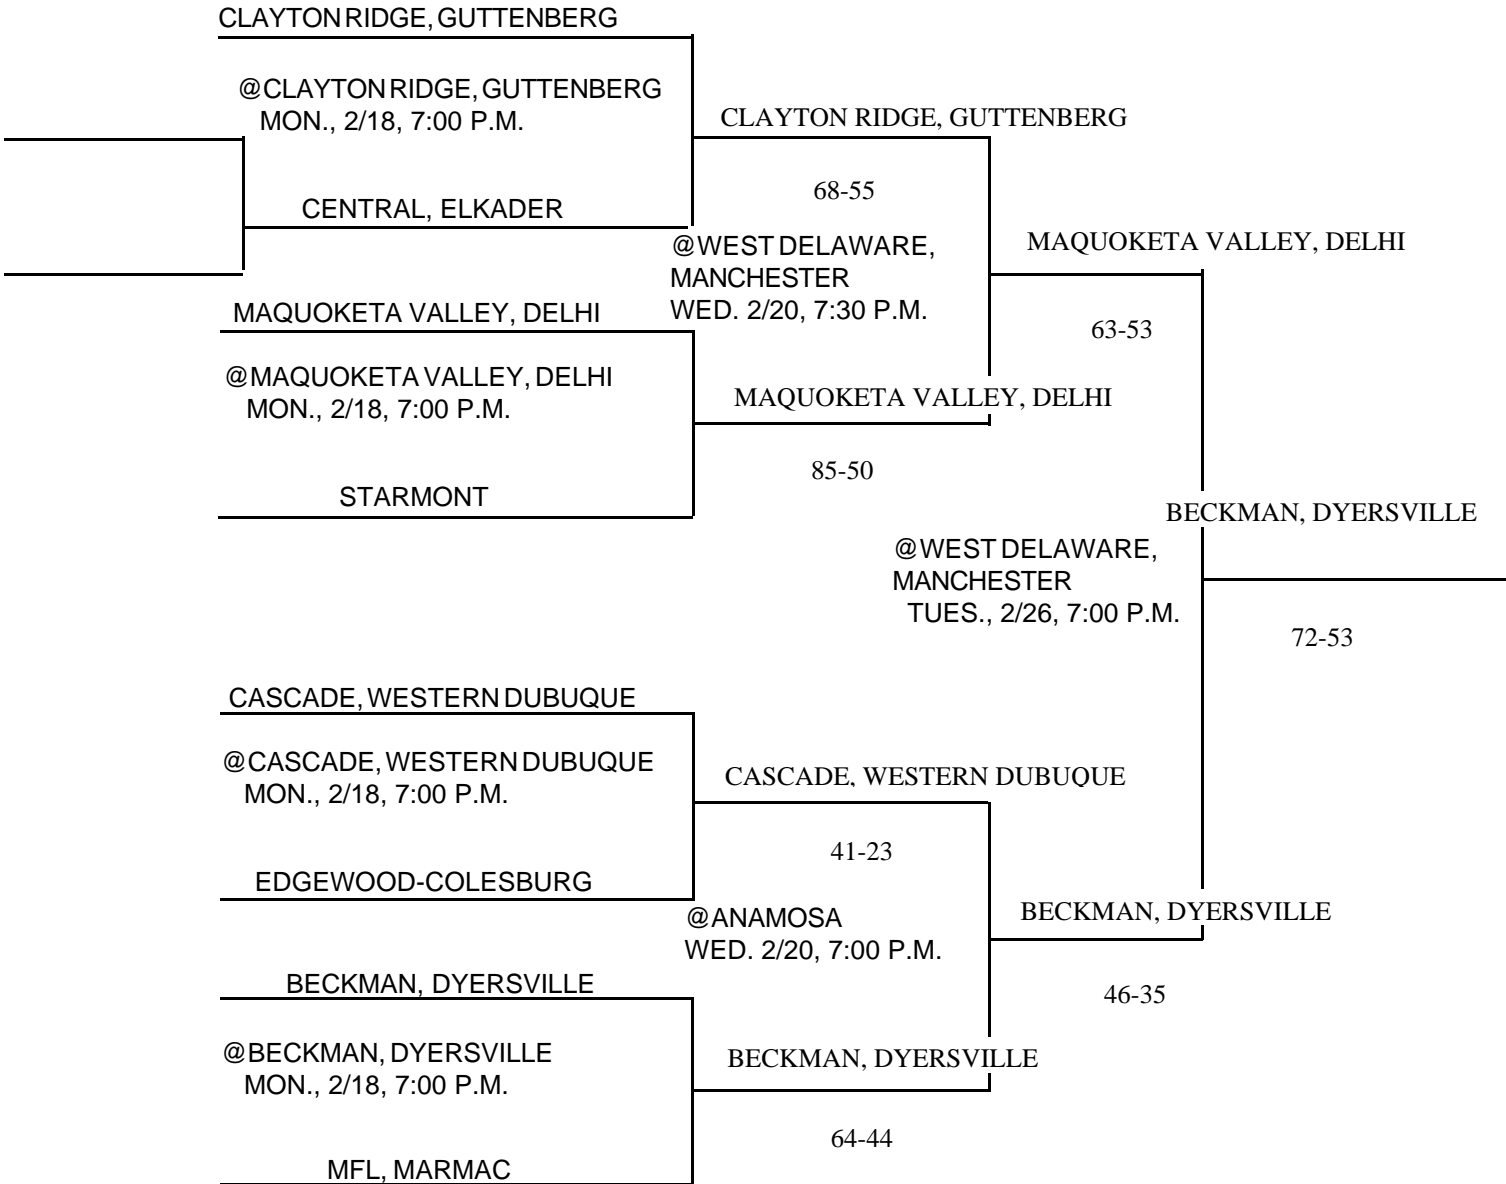 CLAYTON RIDGE, GUTTENBERG
@CLAYTON RIDGE, GUTTENBERG
MON., 2/18, 7:00 P.M.
CLAYTON RIDGE, GUTTENBERG
68-55
CENTRAL, ELKADER
@WEST DELAWARE,
MANCHESTER
WED. 2/20, 7:30 P.M.
MAQUOKETA VALLEY, DELHI
63-53
MAQUOKETA VALLEY, DELHI
@MAQUOKETA VALLEY, DELHI
MON., 2/18, 7:00 P.M.
MAQUOKETA VALLEY, DELHI
85-50
STARMONT
BECKMAN, DYERSVILLE
@WEST DELAWARE,
MANCHESTER
TUES., 2/26, 7:00 P.M.
72-53
CASCADE, WESTERN DUBUQUE
@CASCADE, WESTERN DUBUQUE
MON., 2/18, 7:00 P.M.
CASCADE, WESTERN DUBUQUE
41-23
EDGEWOOD-COLESBURG
@ANAMOSA
WED. 2/20, 7:00 P.M.
BECKMAN, DYERSVILLE
46-35
BECKMAN, DYERSVILLE
@BECKMAN, DYERSVILLE
MON., 2/18, 7:00 P.M.
BECKMAN, DYERSVILLE
64-44
MFL, MARMAC